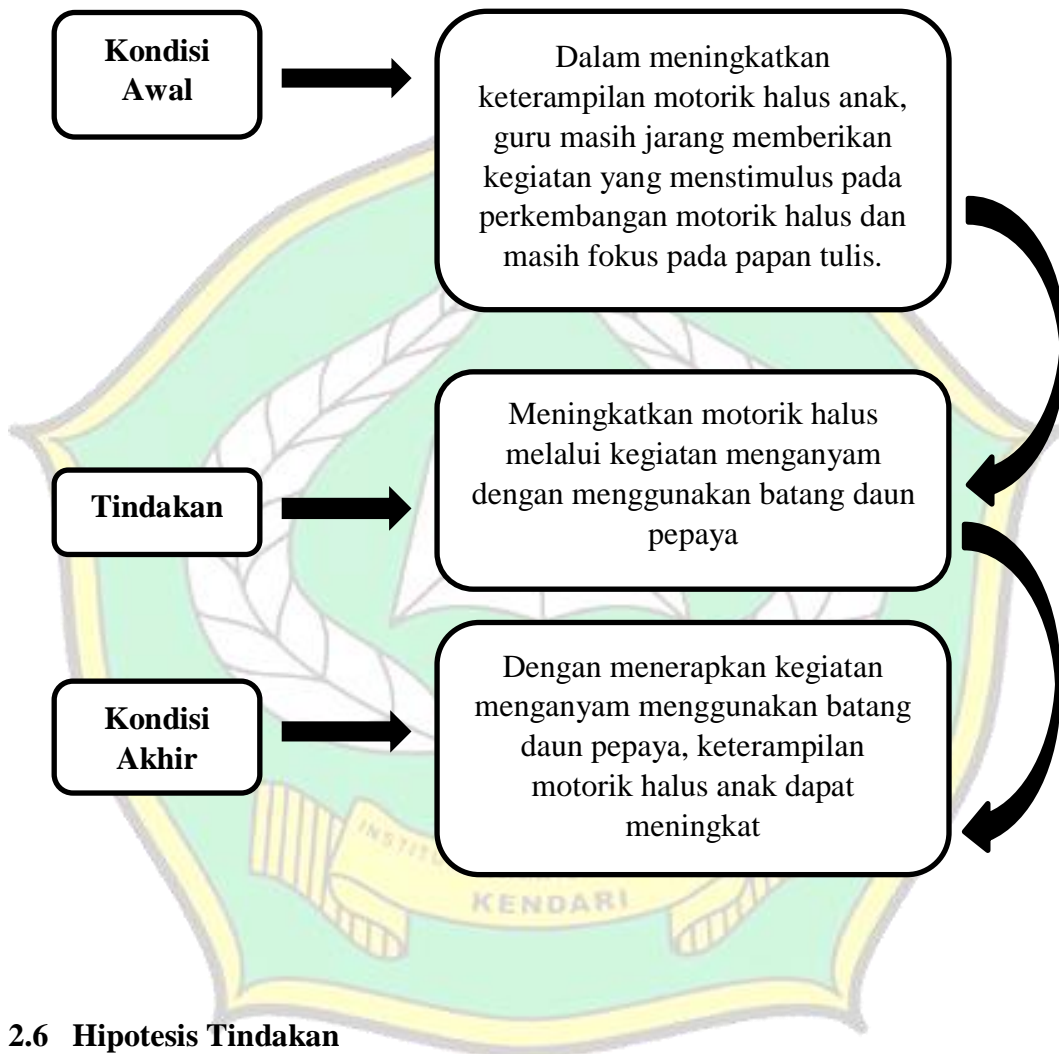 Kondisi
Awal
Dalam meningkatkan
keterampilan motorik halus anak,
guru masih jarang memberikan
kegiatan yang menstimulus pada
perkembangan motorik halus dan
masih fokus pada papan tulis.
Tindakan
Meningkatkan motorik halus
melalui kegiatan menganyam
dengan menggunakan batang daun
pepaya
Kondisi
Akhir
Dengan menerapkan kegiatan
menganyam menggunakan batang
daun pepaya, keterampilan
motorik halus anak dapat
meningkat
KENDARI
2.6 Hipotesis Tindakan